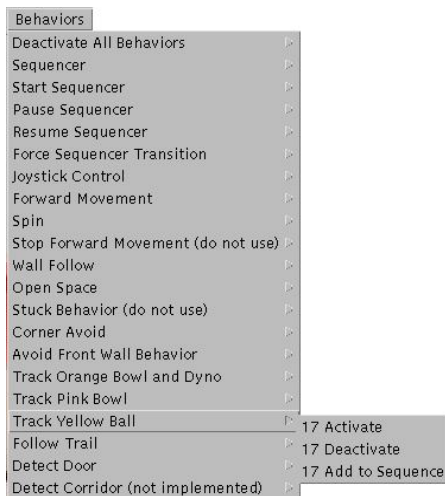 Behaviors
Deactivate All Behaviors
Sequencer
Start Sequencer
Pause Sequencer
Resume Sequencer
Force Sequencer Transition
Joystick Control
Forward Movement
Spin
Stop Forward Movement (do not use)
Wall Follow
Open Space
Stuck Behavior (do not use)
Corner Avoid
Avoid Front Wall Behavior
Track Orange Bowl and Dyno
Track Pink Bowl
Track Yellow Ball
17 Activate
Follow Trail
17 Deactivate
Detect Door
17 Add to Sequence
Detect Corridor (not implemented)